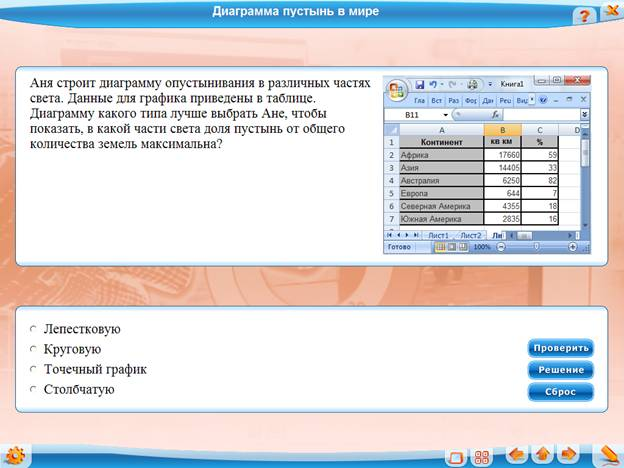 Диаграмма пустынь в мире
Аня строит диаграмму опустынивания в различных частях
света. Данные для графика приведены в таблице.
Диаграмму какого типа лучше выбрать Ане, чтобы
показать, в какой части света доля пустынь от общего
количества земель максимальна?
Книга1
Гла Вст Раз Фор Дан Рец Вид
B11 fx
A B C D
1 Континент кв км %
2 Африка 17660 59
3 Азия 14405 33
4 Австралия 6250 82
5 Европа 644 7
6 Северная Америка 4355 18
7 Южная Америка 2835 16
Лист1 Лист2 Ли
Готово 100%
Лепестковую
Круговую
Точечный график
Столбчатую
Проверить
Решение
Сброс